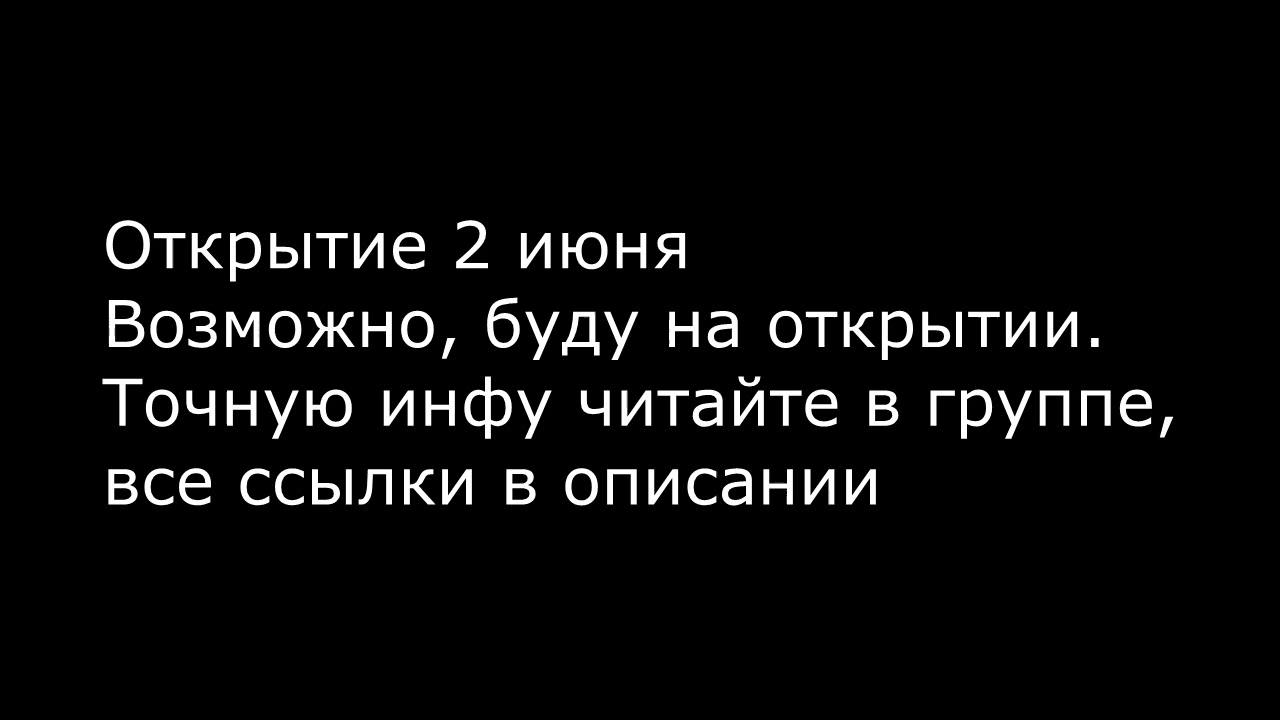 Открытие 2 июня
Возможно, буду на открытии.
Точную инфу читайте в группе,
все ссылки в описании